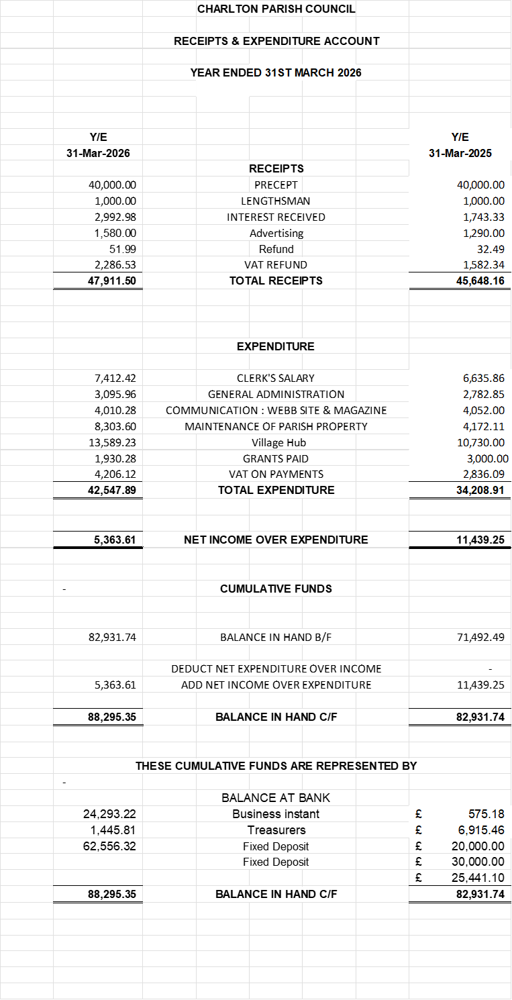 CHARLTON PARISH COUNCIL
RECEIPTS & EXPENDITURE ACCOUNT
YEAR ENDED 31ST MARCH 2026
Y/E Y/E
31-Mar-2026 31-Mar-2025
RECEIPTS
40,000.00 PRECEPT 40,000.00
1,000.00 LENGTHSMAN 1,000.00
2,992.98 INTEREST RECEIVED 1,743.33
1,580.00 Advertising 1,290.00
51.99 Refund 32.49
2,286.53 VAT REFUND 1,582.34
47,911.50 TOTAL RECEIPTS 45,648.16
EXPENDITURE
7,412.42 CLERK'S SALARY 6,635.86
3,095.96 GENERAL ADMINISTRATION 2,782.85
4,010.28 COMMUNICATION : WEBB SITE & MAGAZINE 4,052.00
8,303.60 MAINTENANCE OF PARISH PROPERTY 4,172.11
13,589.23 Village Hub 10,730.00
1,930.28 GRANTS PAID 3,000.00
4,206.12 VAT ON PAYMENTS 2,836.09
42,547.89 TOTAL EXPENDITURE 34,208.91
5,363.61 NET INCOME OVER EXPENDITURE 11,439.25
- CUMULATIVE FUNDS
82,931.74 BALANCE IN HAND B/F 71,492.49
DEDUCT NET EXPENDITURE OVER INCOME -
5,363.61 ADD NET INCOME OVER EXPENDITURE 11,439.25
88,295.35 BALANCE IN HAND C/F 82,931.74
THESE CUMULATIVE FUNDS ARE REPRESENTED BY
-
BALANCE AT BANK
24,293.22 Business instant £ 575.18
1,445.81 Treasurers £ 6,915.46
62,556.32 Fixed Deposit £ 20,000.00
Fixed Deposit £ 30,000.00
£ 25,441.10
88,295.35 BALANCE IN HAND C/F 82,931.74